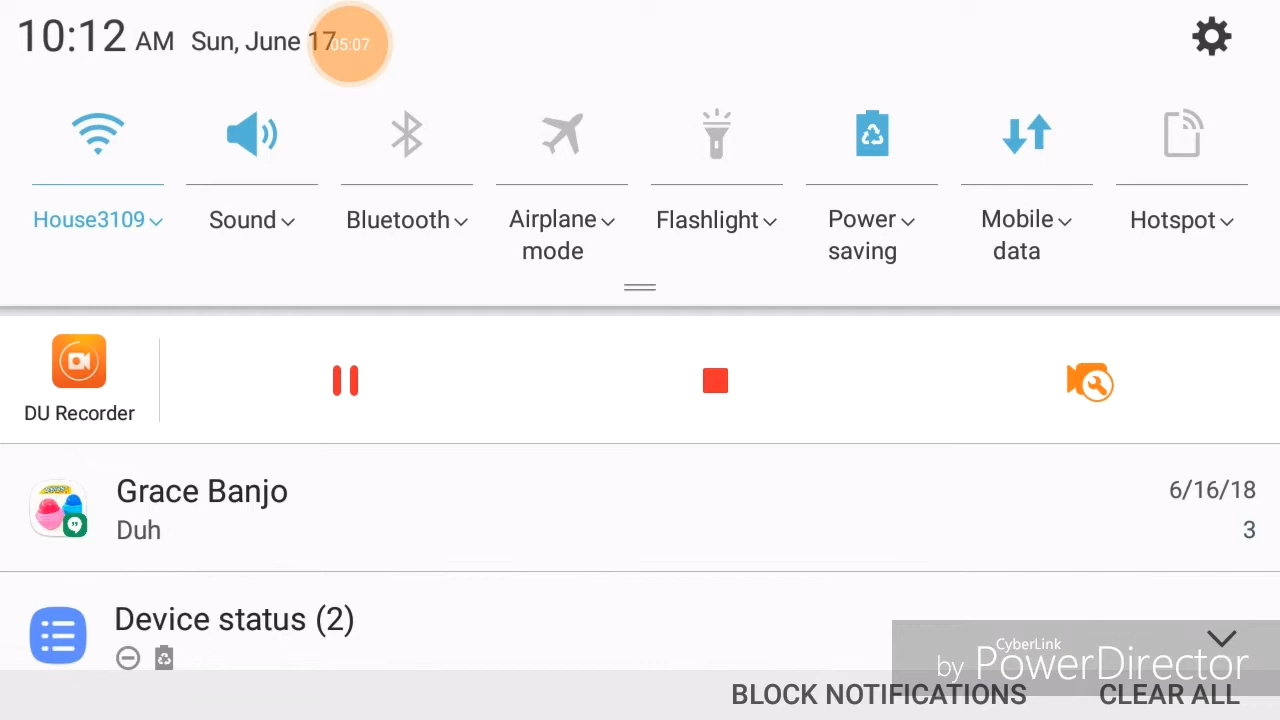 10:12 AM Sun, June 17
05:07
House3109
Sound
Bluetooth
Airplane
mode
Flashlight
Power
saving
Mobile
data
Hotspot
DU Recorder
Grace Banjo
6/16/18
Duh
3
Device status (2)
CyberLink
by PowerDirector
BLOCK NOTIFICATIONS
CLEAR ALL